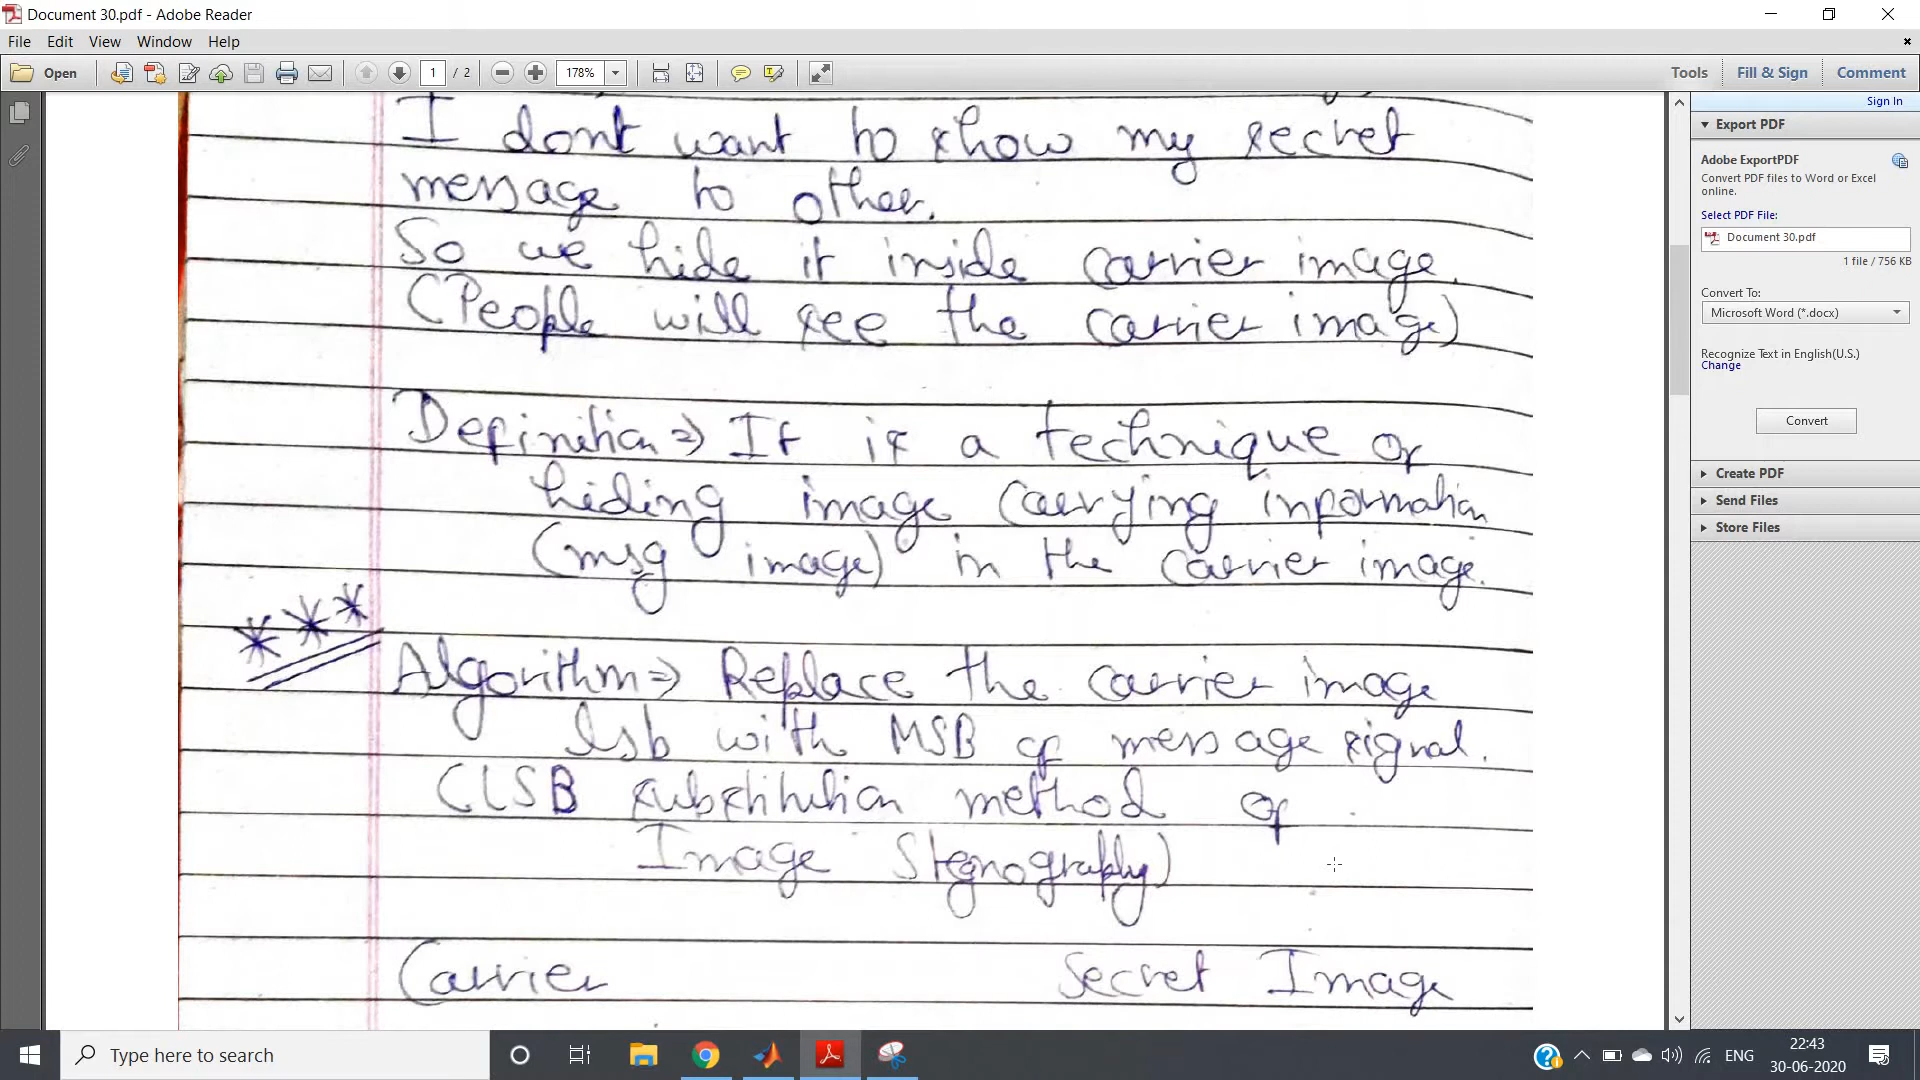 Document 30.pdf - Adobe Reader
File Edit View Window Help
Open 1 / 2 178% Tools Fill & Sign Comment
I dont want to show my secret
message to other.
So we hide it inside carrier image.
(People will see the carrier image)
Definition => It is a technique of
hiding image carrying information
(msg image) in the carrier image.
*** Algorithm => Replace the carrier image
lsb with MSB of message signal.
(LSB substitution method of
Image Stegnography)
Carrier Secret Image
Sign In
Export PDF
Adobe ExportPDF
Convert PDF files to Word or Excel
online.
Select PDF File:
Document 30.pdf
1 file / 756 KB
Convert To:
Microsoft Word (*.docx)
Recognize Text in English(U.S.)
Change
Convert
Create PDF
Send Files
Store Files
Type here to search
ENG
22:43
30-06-2020